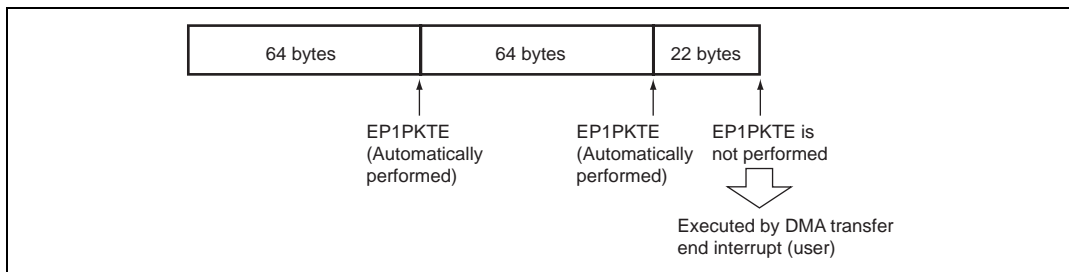 64 bytes
64 bytes
22 bytes
EP1PKTE
(Automatically
performed)
EP1PKTE
(Automatically
performed)
EP1PKTE is
not performed
Executed by DMA transfer
end interrupt (user)